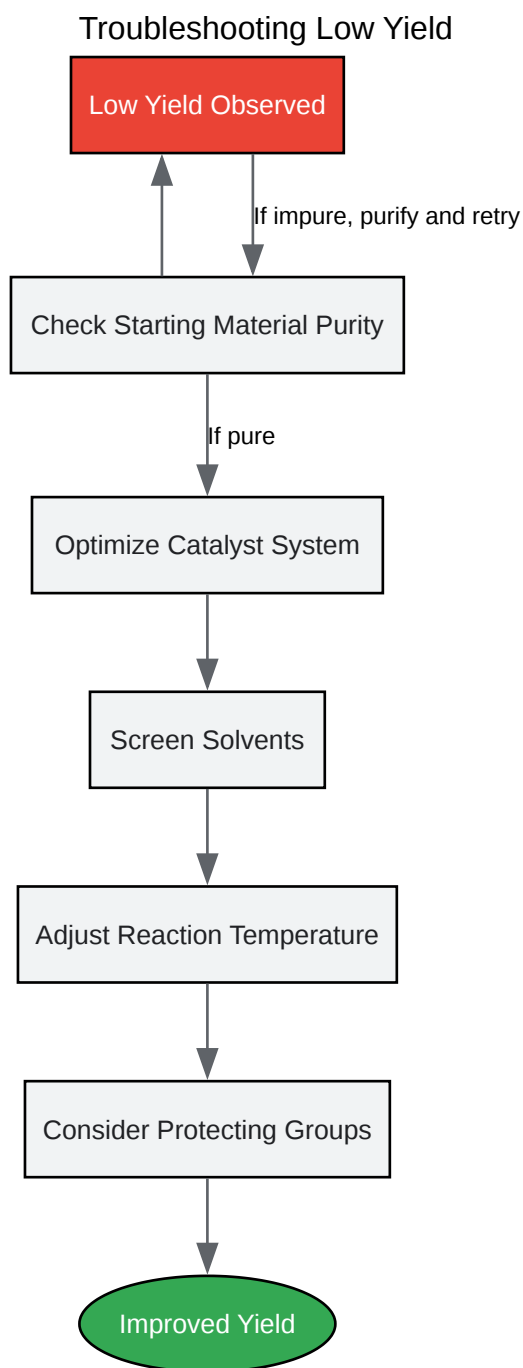 Troubleshooting Low Yield
Low Yield Observed
If impure, purify and retry
Check Starting Material Purity
If pure
Optimize Catalyst System
Screen Solvents
Adjust Reaction Temperature
Consider Protecting Groups
Improved Yield